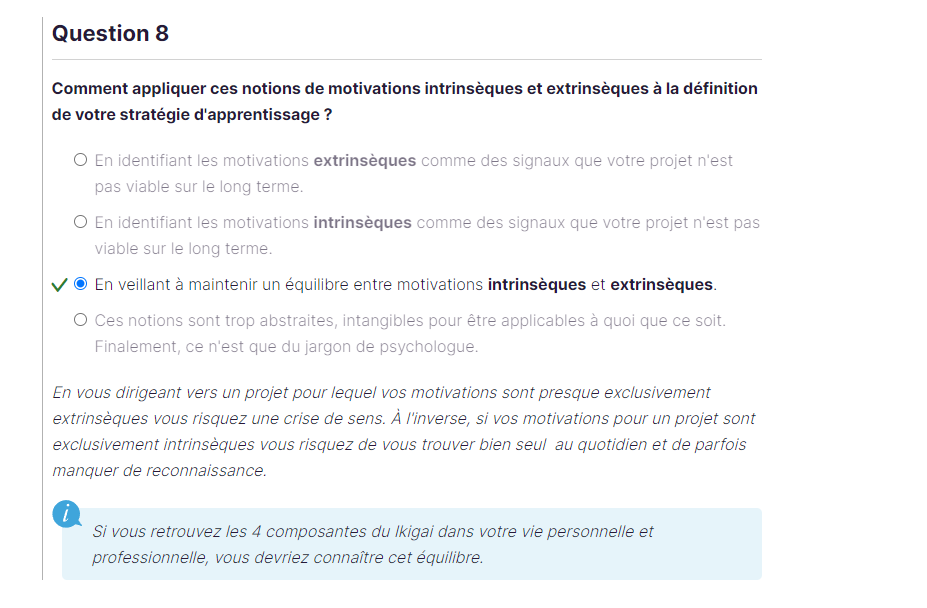 Question 8
Comment appliquer ces notions de motivations intrinsèques et extrinsèques à la définition
de votre stratégie d'apprentissage ?
En identifiant les motivations extrinsèques comme des signaux que votre projet n'est
pas viable sur le long terme.
En identifiant les motivations intrinsèques comme des signaux que votre projet n'est pas
viable sur le long terme.
En veillant à maintenir un équilibre entre motivations intrinsèques et extrinsèques.
Ces notions sont trop abstraites, intangibles pour être applicables à quoi que ce soit.
Finalement, ce n'est que du jargon de psychologue.
En vous dirigeant vers un projet pour lequel vos motivations sont presque exclusivement
extrinsèques vous risquez une crise de sens. À l'inverse, si vos motivations pour un projet sont
exclusivement intrinsèques vous risquez de vous trouver bien seul  au quotidien et de parfois
manquer de reconnaissance.
i
Si vous retrouvez les 4 composantes du Ikigai dans votre vie personnelle et
professionnelle, vous devriez connaître cet équilibre.